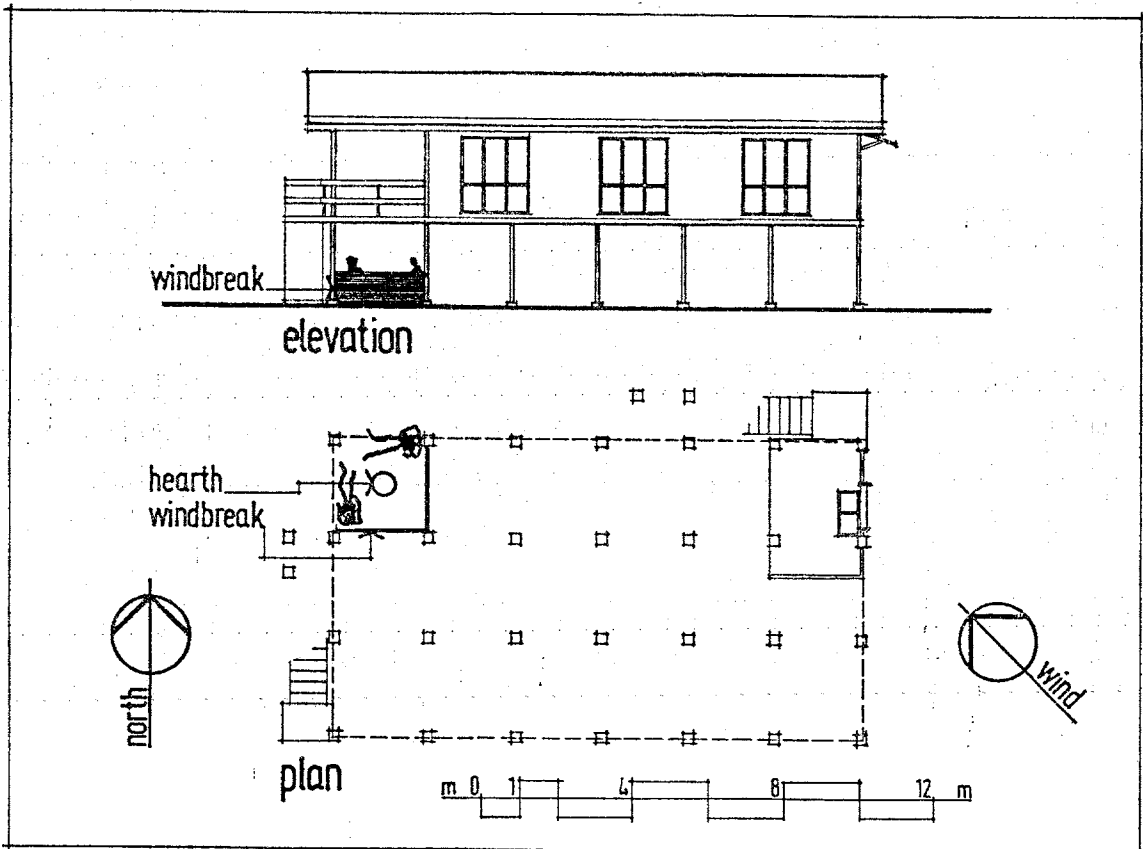 windbreak
elevation
hearth
windbreak
north
wind
plan
m 0 1 4 8 12 m